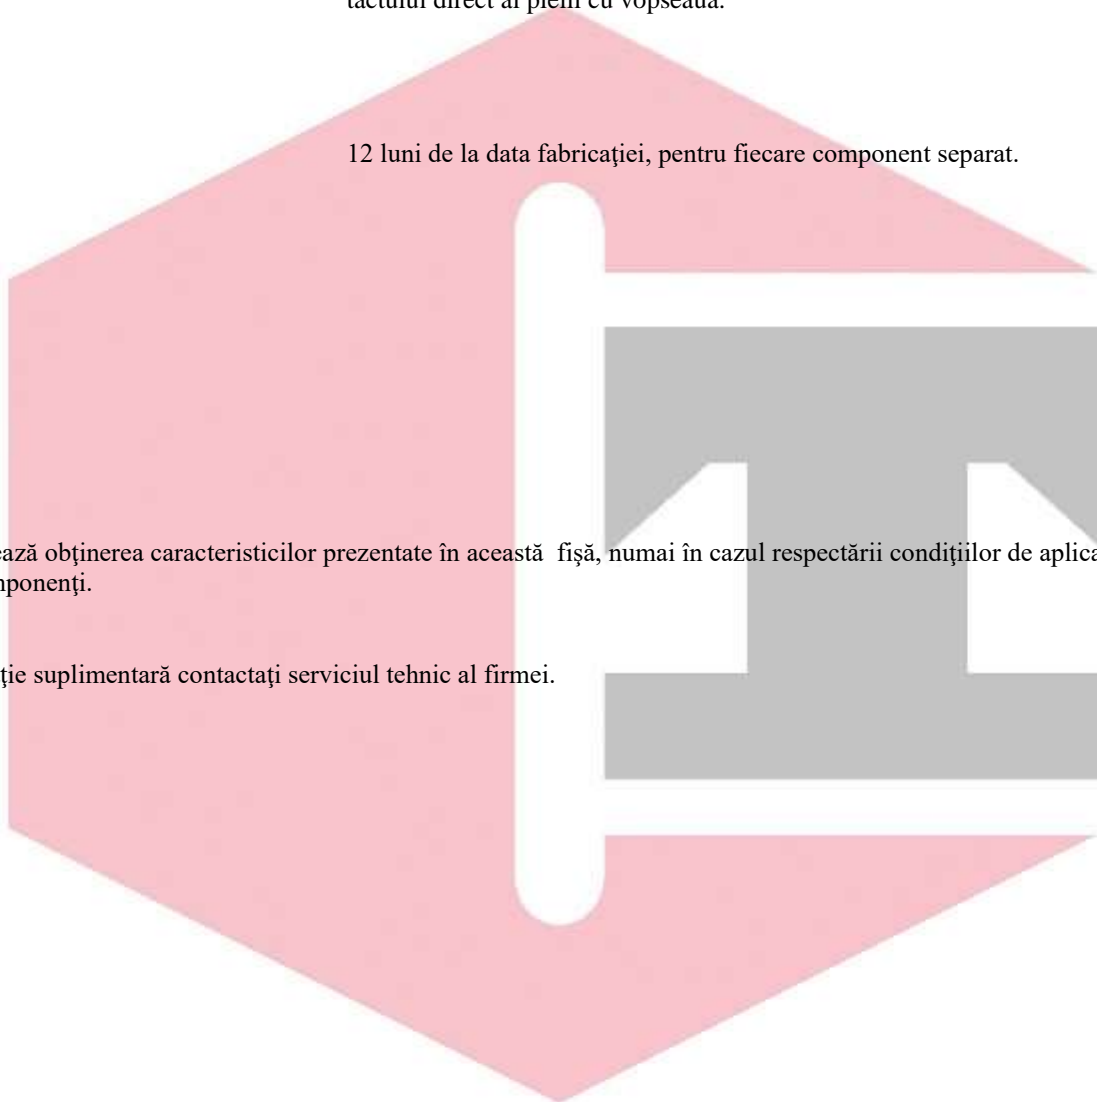 tactului direct al pielii cu vopseaua.
12 luni de la data fabricaţiei, pentru fiecare component separat.
ează obţinerea caracteristicilor prezentate în această fişă, numai în cazul respectării condiţiilor de aplica
mponenţi.
ţie suplimentară contactaţi serviciul tehnic al firmei.